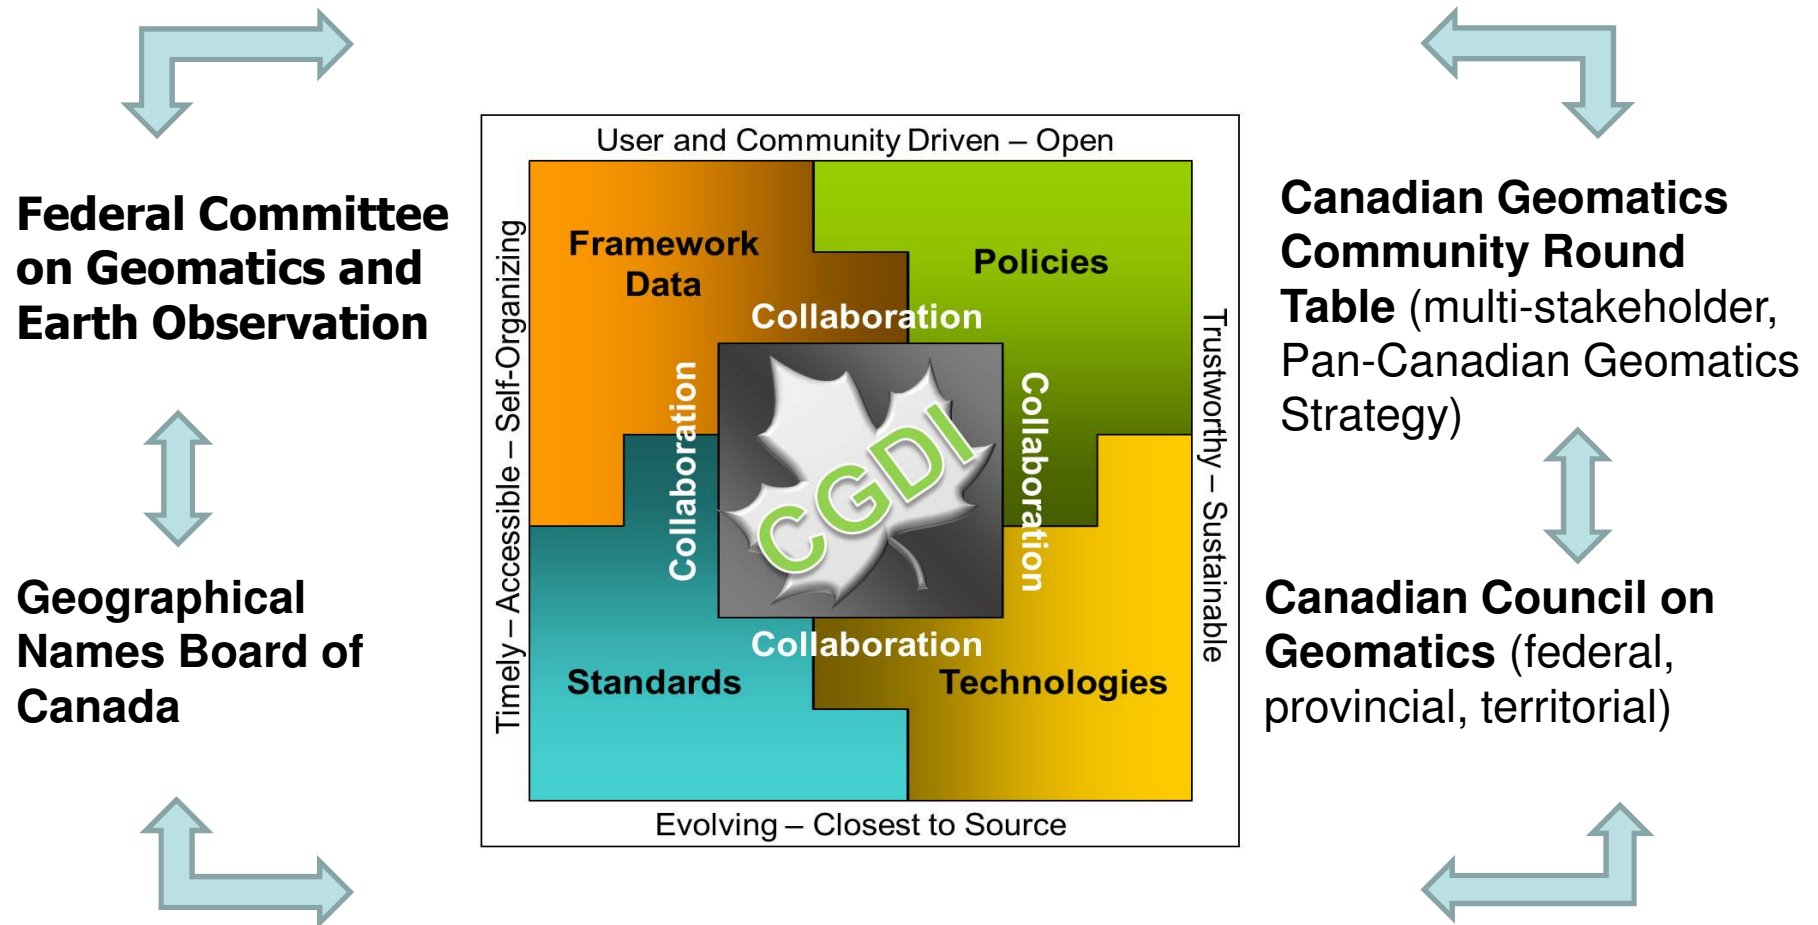 Federal Committee
on Geomatics and
Earth Observation
Geographical
Names Board of
Canada
User and Community Driven – Open
Timely – Accessible – Self-Organizing
Framework
Data
Policies
Collaboration
Collaboration
CGDI
Collaboration
Collaboration
Standards
Technologies
Trustworthy – Sustainable
Evolving – Closest to Source
Canadian Geomatics
Community Round
Table (multi-stakeholder,
Pan-Canadian Geomatics
Strategy)
Canadian Council on
Geomatics (federal,
provincial, territorial)